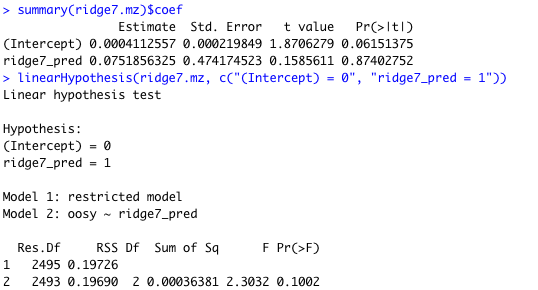 > summary(ridge7.mz)$coef
Estimate Std. Error t value Pr(>|t|)
(Intercept) 0.0004112557 0.000219849 1.8706279 0.06151375
ridge7_pred 0.0751856325 0.474174523 0.1585611 0.87402752
> linearHypothesis(ridge7.mz, c("(Intercept) = 0", "ridge7_pred = 1"))
Linear hypothesis test
Hypothesis:
(Intercept) = 0
ridge7_pred = 1
Model 1: restricted model
Model 2: oosy ~ ridge7_pred
Res.Df RSS Df Sum of Sq F Pr(>F)
1 2495 0.19726
2 2493 0.19690 2 0.00036381 2.3032 0.1002